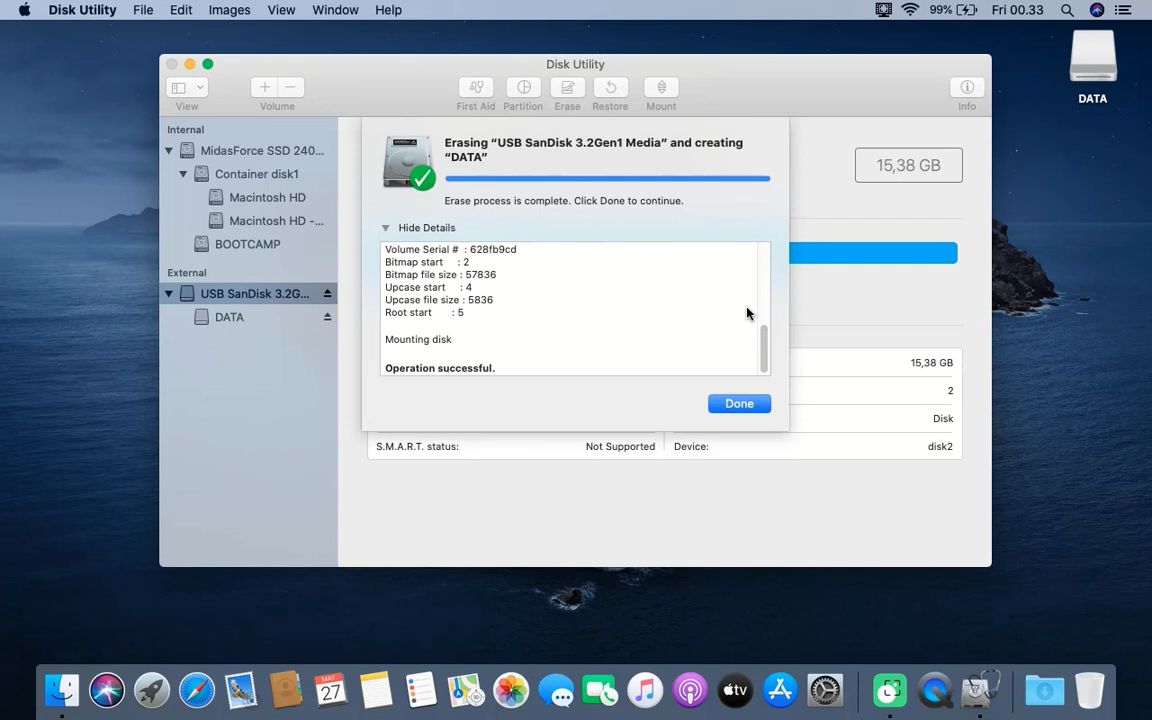 Disk Utility File Edit Images View Window Help 99% Fri 00.33
DATA
Disk Utility
View Volume First Aid Partition Erase Restore Mount Info
Internal
MidasForce SSD 240...
Container disk1
Macintosh HD
Macintosh HD -...
BOOTCAMP
External
USB SanDisk 3.2G...
DATA
Erasing “USB SanDisk 3.2Gen1 Media” and creating
“DATA”
Erase process is complete. Click Done to continue.
Hide Details
Volume Serial # : 628fb9cd
Bitmap start : 2
Bitmap file size : 57836
Upcase start : 4
Upcase file size : 5836
Root start : 5
Mounting disk
Operation successful.
Done
15,38 GB
15,38 GB
2
Disk
S.M.A.R.T. status: Not Supported Device: disk2
MAY
27
tv